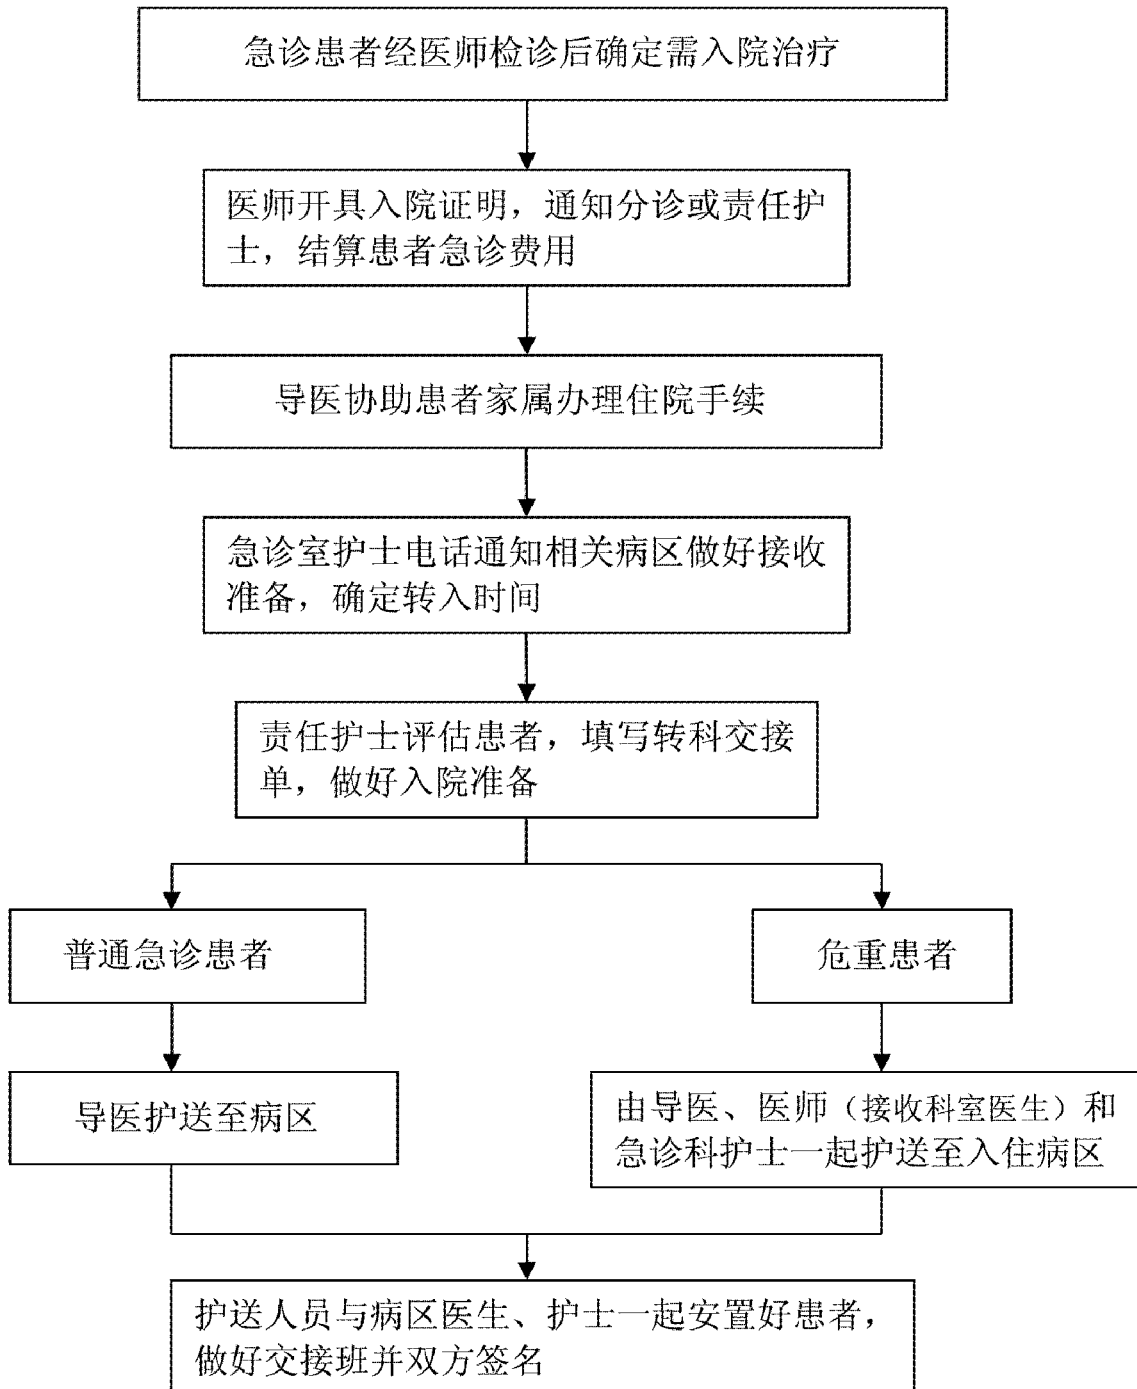 急诊患者经医师检诊后确定需入院治疗
医师开具入院证明，通知分诊或责任护
士，结算患者急诊费用
导医协助患者家属办理住院手续
急诊室护士电话通知相关病区做好接收
准备，确定转入时间
责任护士评估患者，填写转科交接
单，做好入院准备
普通急诊患者
危重患者
导医护送至病区
由导医、医师（接收科室医生）和
急诊科护士一起护送至入住病区
护送人员与病区医生、护士一起安置好患者，
做好交接班并双方签名